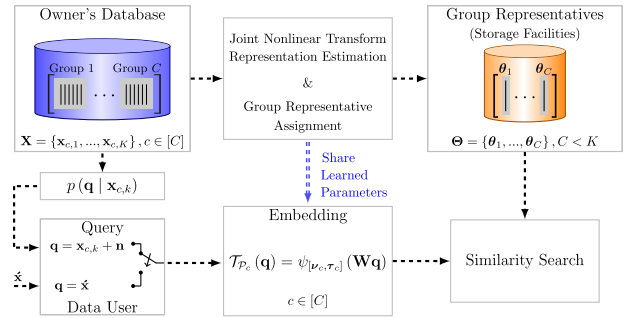 Owner's Database
Group 1 Group C
[ . . . ]
𝐗 = {𝐱_{c,1}, ..., 𝐱_{c,K}} , c ∈ [C]
p (𝐪 | 𝐱_{c,k})
Query
𝐪 = 𝐱_{c,k} + 𝐧
𝐱́
𝐪 = 𝐱́
Data User
Joint Nonlinear Transform
Representation Estimation
&
Group Representative
Assignment
Share
Learned
Parameters
Embedding
𝒯_{𝒫_c} (𝐪) = ψ_{[𝝂_c, 𝝉_c]} (𝐖𝐪)
c ∈ [C]
Group Representatives
(Storage Facilities)
𝜽_1 𝜽_C
[ . . . ]
𝚯 = {𝜽_1, ..., 𝜽_C} , C < K
Similarity Search